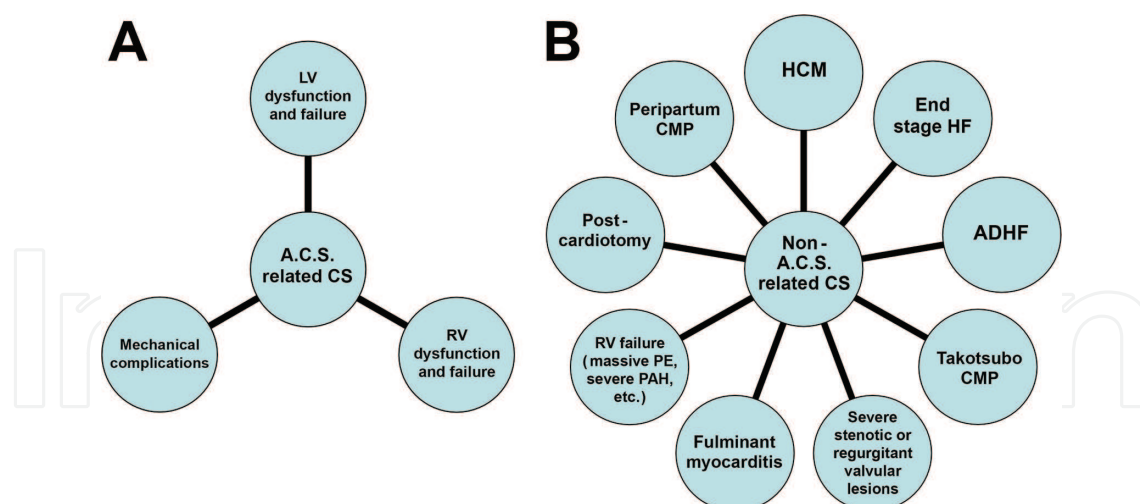 A
LV
dysfunction
and failure
A.C.S.
related CS
Mechanical
complications
RV
dysfunction
and failure
B
HCM
End
stage HF
ADHF
Takotsubo
CMP
Severe
stenotic or
regurgitant
valvular
lesions
Fulminant
myocarditis
RV failure
(massive PE,
severe PAH,
etc.)
Post-
cardiotomy
Peripartum
CMP
Non-
A.C.S.
related CS